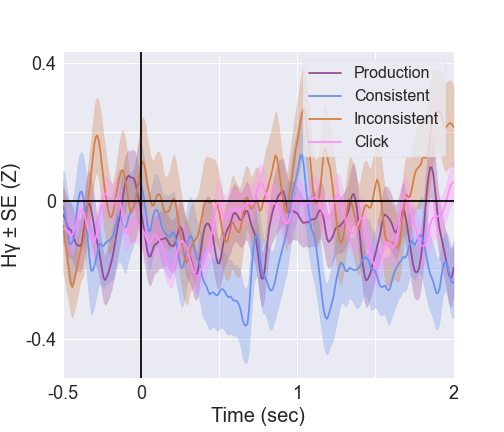 Hγ ± SE (Z)
0.4
0
-0.4
Production
Consistent
Inconsistent
Click
-0.5
0
1
2
Time (sec)